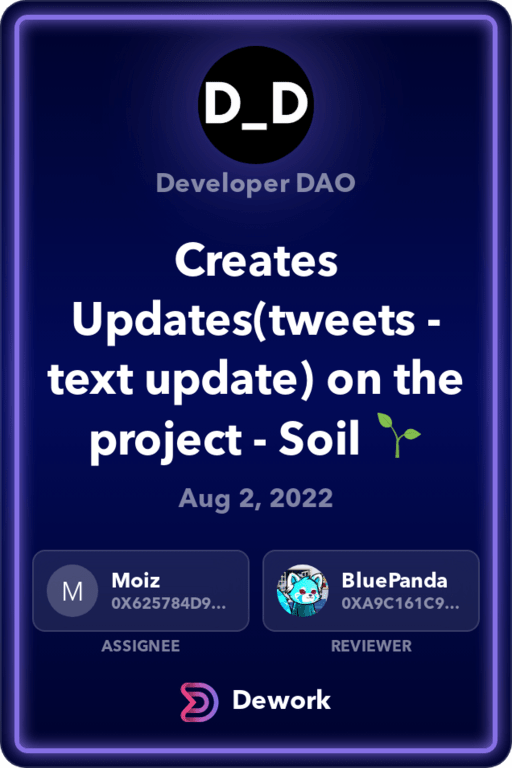 D_D
Developer DAO
Creates
Updates(tweets -
text update) on the
project - Soil 🌱
Aug 2, 2022
M
Moiz
0X625784D9...
BluePanda
0XA9C161C9...
ASSIGNEE
REVIEWER
Dework